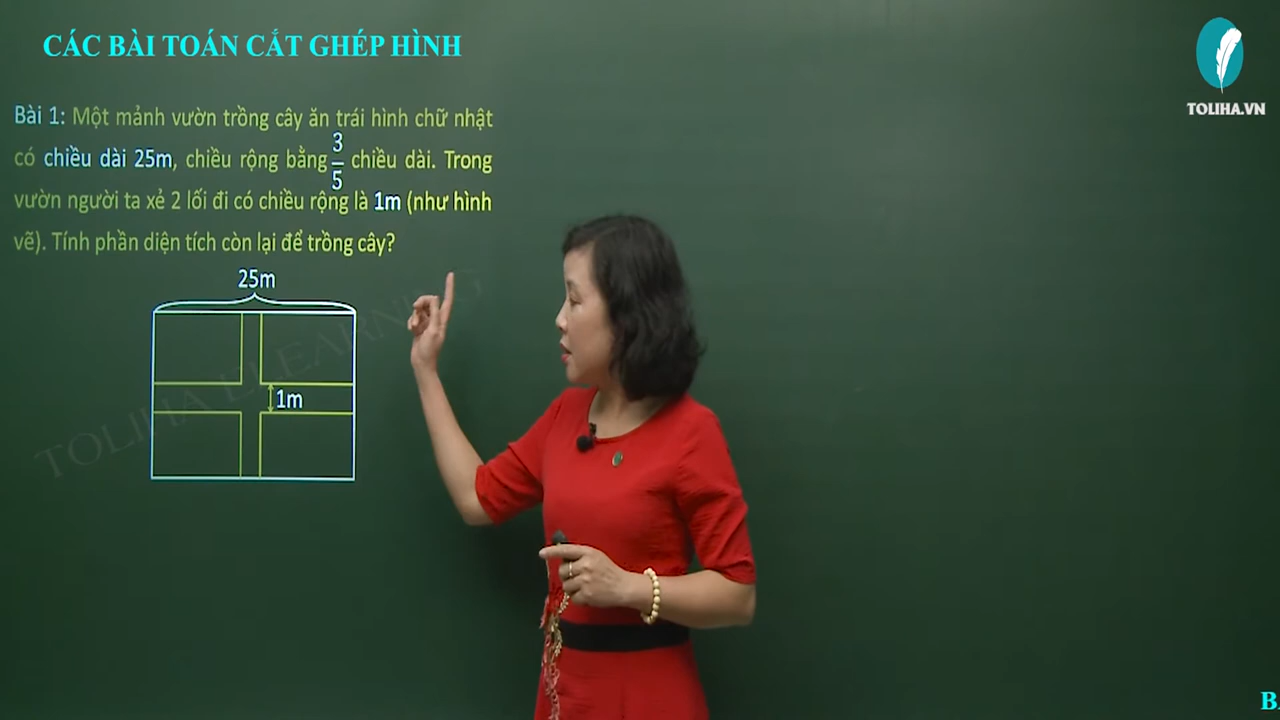 CÁC BÀI TOÁN CẮT GHÉP HÌNH
TOLIHA.VN
Bài 1: Một mảnh vườn trồng cây ăn trái hình chữ nhật
có chiều dài 25m, chiều rộng bằng 3/5 chiều dài. Trong
vườn người ta xẻ 2 lối đi có chiều rộng là 1m (như hình
vẽ). Tính phần diện tích còn lại để trồng cây?
25m
1m
TOLIHA ELEARNING